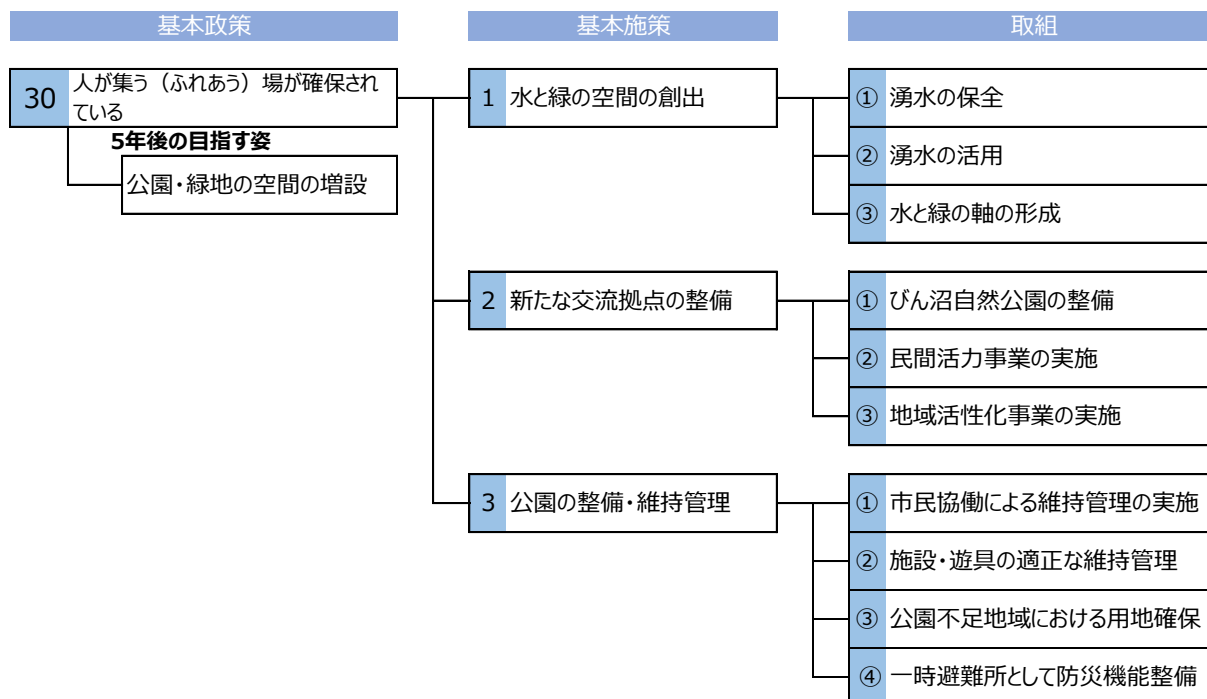 基本政策
基本施策
取組
30
人が集う（ふれあう）場が確保され
ている
5年後の目指す姿
公園・緑地の空間の増設
1 水と緑の空間の創出
① 湧水の保全
② 湧水の活用
③ 水と緑の軸の形成
2 新たな交流拠点の整備
① びん沼自然公園の整備
② 民間活力事業の実施
③ 地域活性化事業の実施
3 公園の整備・維持管理
① 市民協働による維持管理の実施
② 施設・遊具の適正な維持管理
③ 公園不足地域における用地確保
④ 一時避難所として防災機能整備